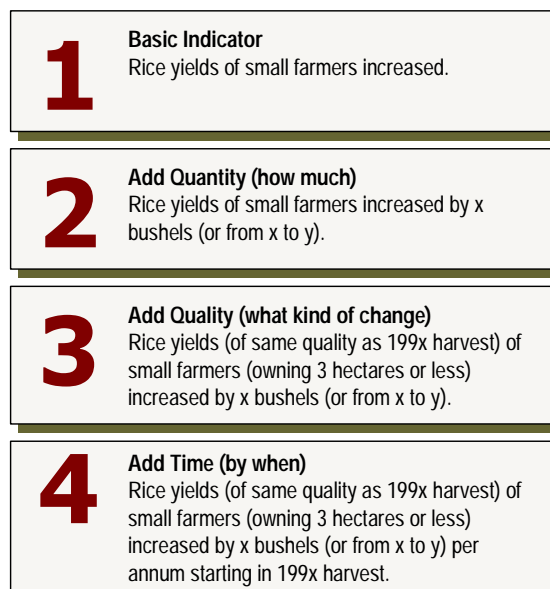 1
Basic Indicator
Rice yields of small farmers increased.
2
Add Quantity (how much)
Rice yields of small farmers increased by x
bushels (or from x to y).
3
Add Quality (what kind of change)
Rice yields (of same quality as 199x harvest) of
small farmers (owning 3 hectares or less)
increased by x bushels (or from x to y).
4
Add Time (by when)
Rice yields (of same quality as 199x harvest) of
small farmers (owning 3 hectares or less)
increased by x bushels (or from x to y) per
annum starting in 199x harvest.